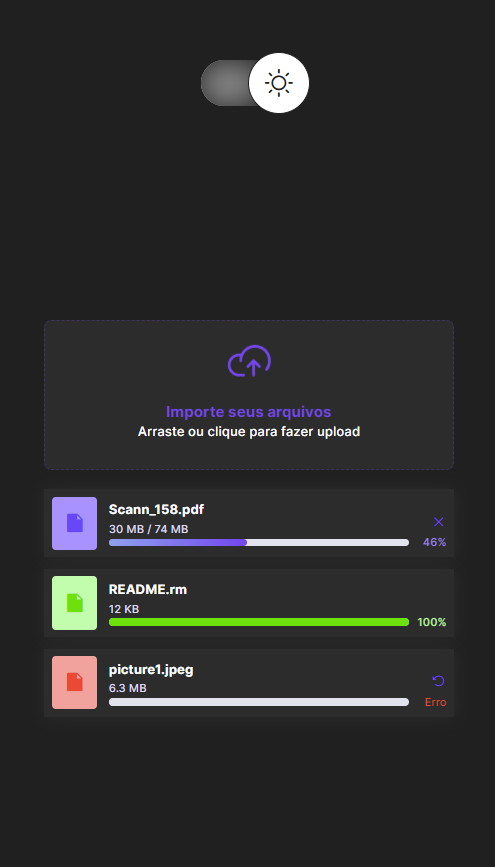 Importe seus arquivos
Arraste ou clique para fazer upload
Scann_158.pdf
30 MB / 74 MB
46%
README.rm
12 KB
100%
picture1.jpeg
6.3 MB
Erro